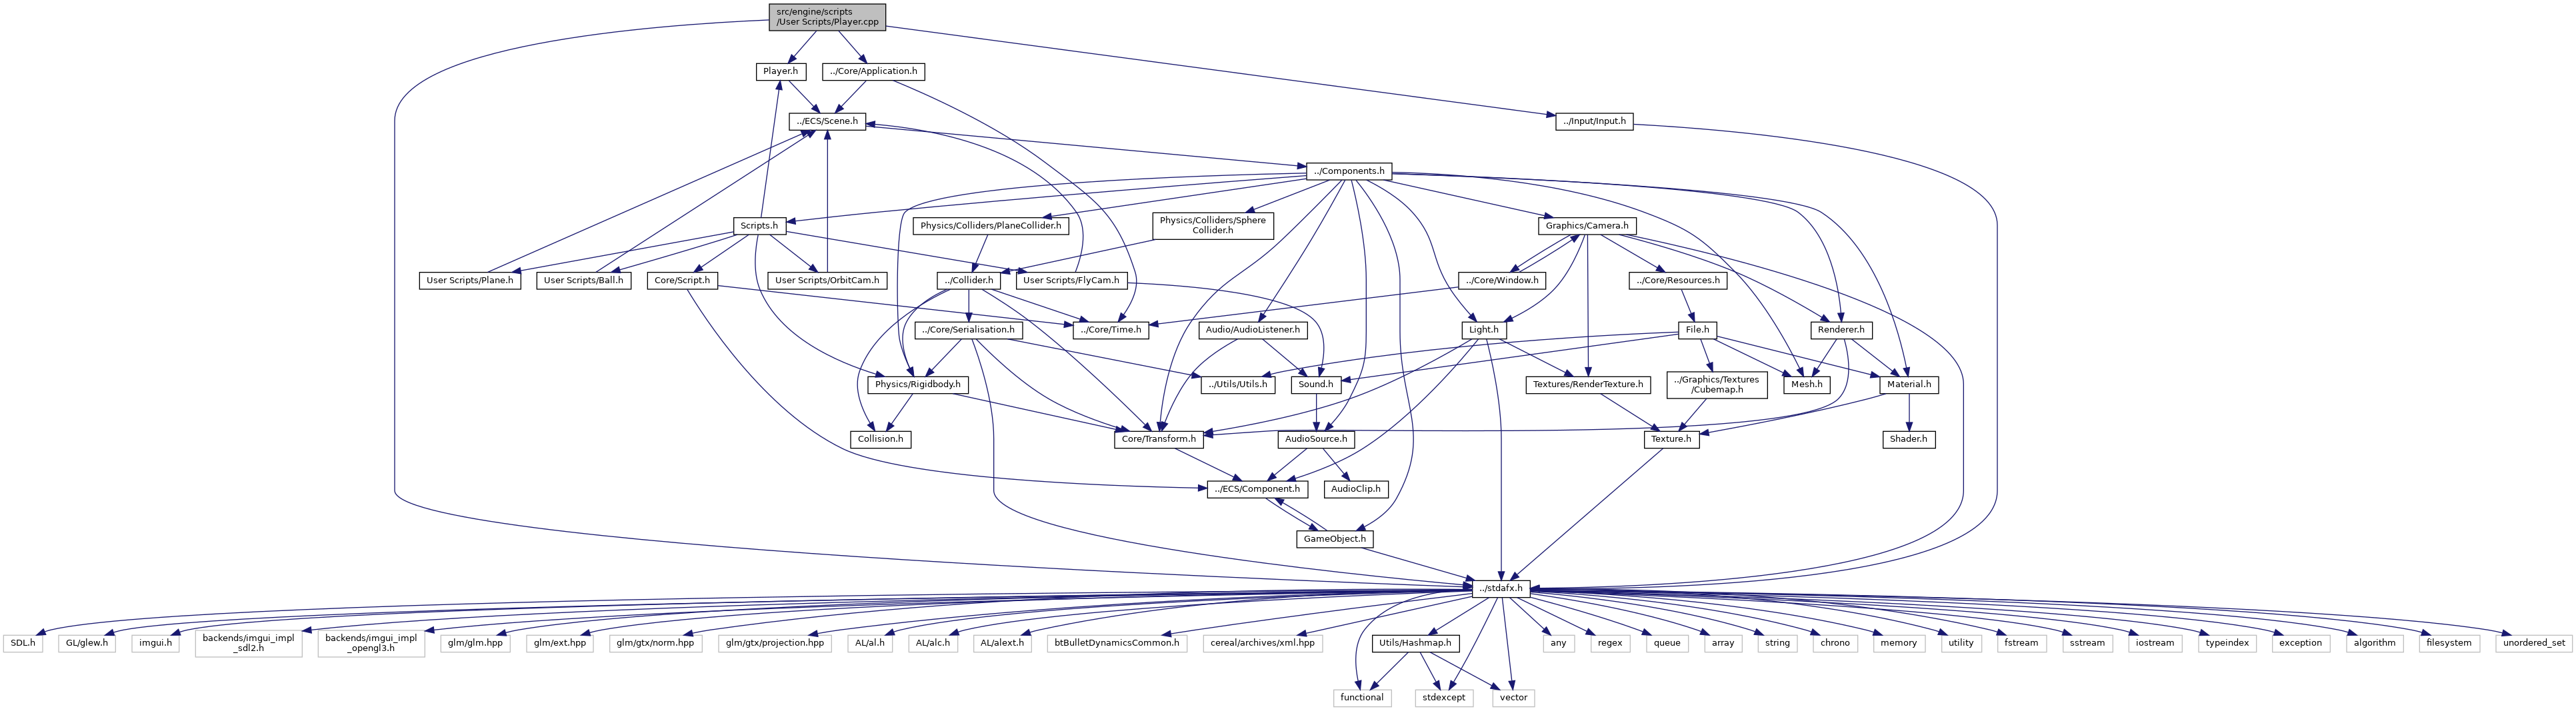 src/engine/scripts
/User Scripts/Player.cpp
Player.h
../Core/Application.h
../ECS/Scene.h
../Input/Input.h
../Components.h
Scripts.h
Physics/Colliders/PlaneCollider.h
Physics/Colliders/Sphere
Collider.h
Graphics/Camera.h
User Scripts/Plane.h
User Scripts/Ball.h
Core/Script.h
User Scripts/OrbitCam.h
../Collider.h
User Scripts/FlyCam.h
../Core/Window.h
../Core/Resources.h
../Core/Serialisation.h
../Core/Time.h
Audio/AudioListener.h
Light.h
File.h
Renderer.h
Physics/Rigidbody.h
../Utils/Utils.h
Sound.h
Textures/RenderTexture.h
../Graphics/Textures
/Cubemap.h
Mesh.h
Material.h
Collision.h
Core/Transform.h
AudioSource.h
Texture.h
Shader.h
../ECS/Component.h
AudioClip.h
GameObject.h
../stdafx.h
SDL.h
GL/glew.h
imgui.h
backends/imgui_impl
_sdl2.h
backends/imgui_impl
_opengl3.h
glm/glm.hpp
glm/ext.hpp
glm/gtx/norm.hpp
glm/gtx/projection.hpp
AL/al.h
AL/alc.h
AL/alext.h
btBulletDynamicsCommon.h
cereal/archives/xml.hpp
Utils/Hashmap.h
any
regex
queue
array
string
chrono
memory
utility
fstream
sstream
iostream
typeindex
exception
algorithm
filesystem
unordered_set
functional
stdexcept
vector